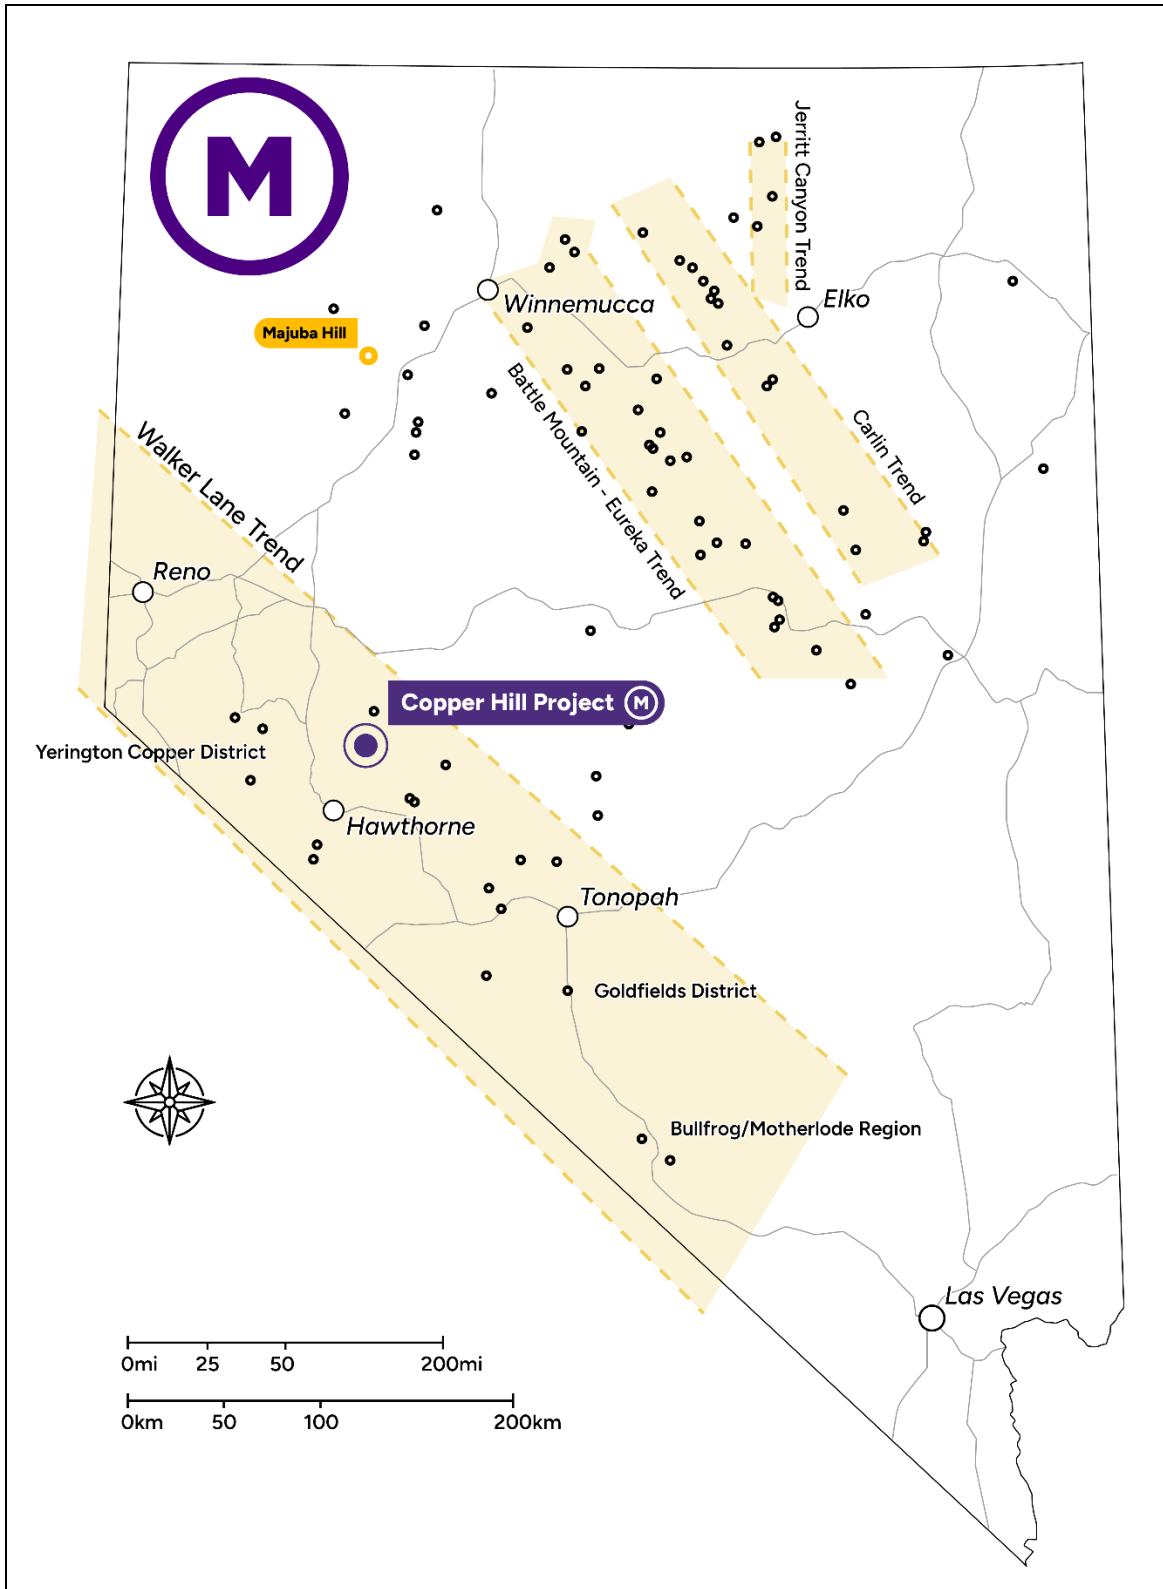 M
Jerritt Canyon Trend
Winnemucca
Elko
Majuba Hill
Battle Mountain - Eureka Trend
Carlin Trend
Walker Lane Trend
Reno
Copper Hill Project M
Yerington Copper District
Hawthorne
Tonopah
Goldfields District
Bullfrog/Motherlode Region
Las Vegas
0mi 25 50 200mi
0km 50 100 200km